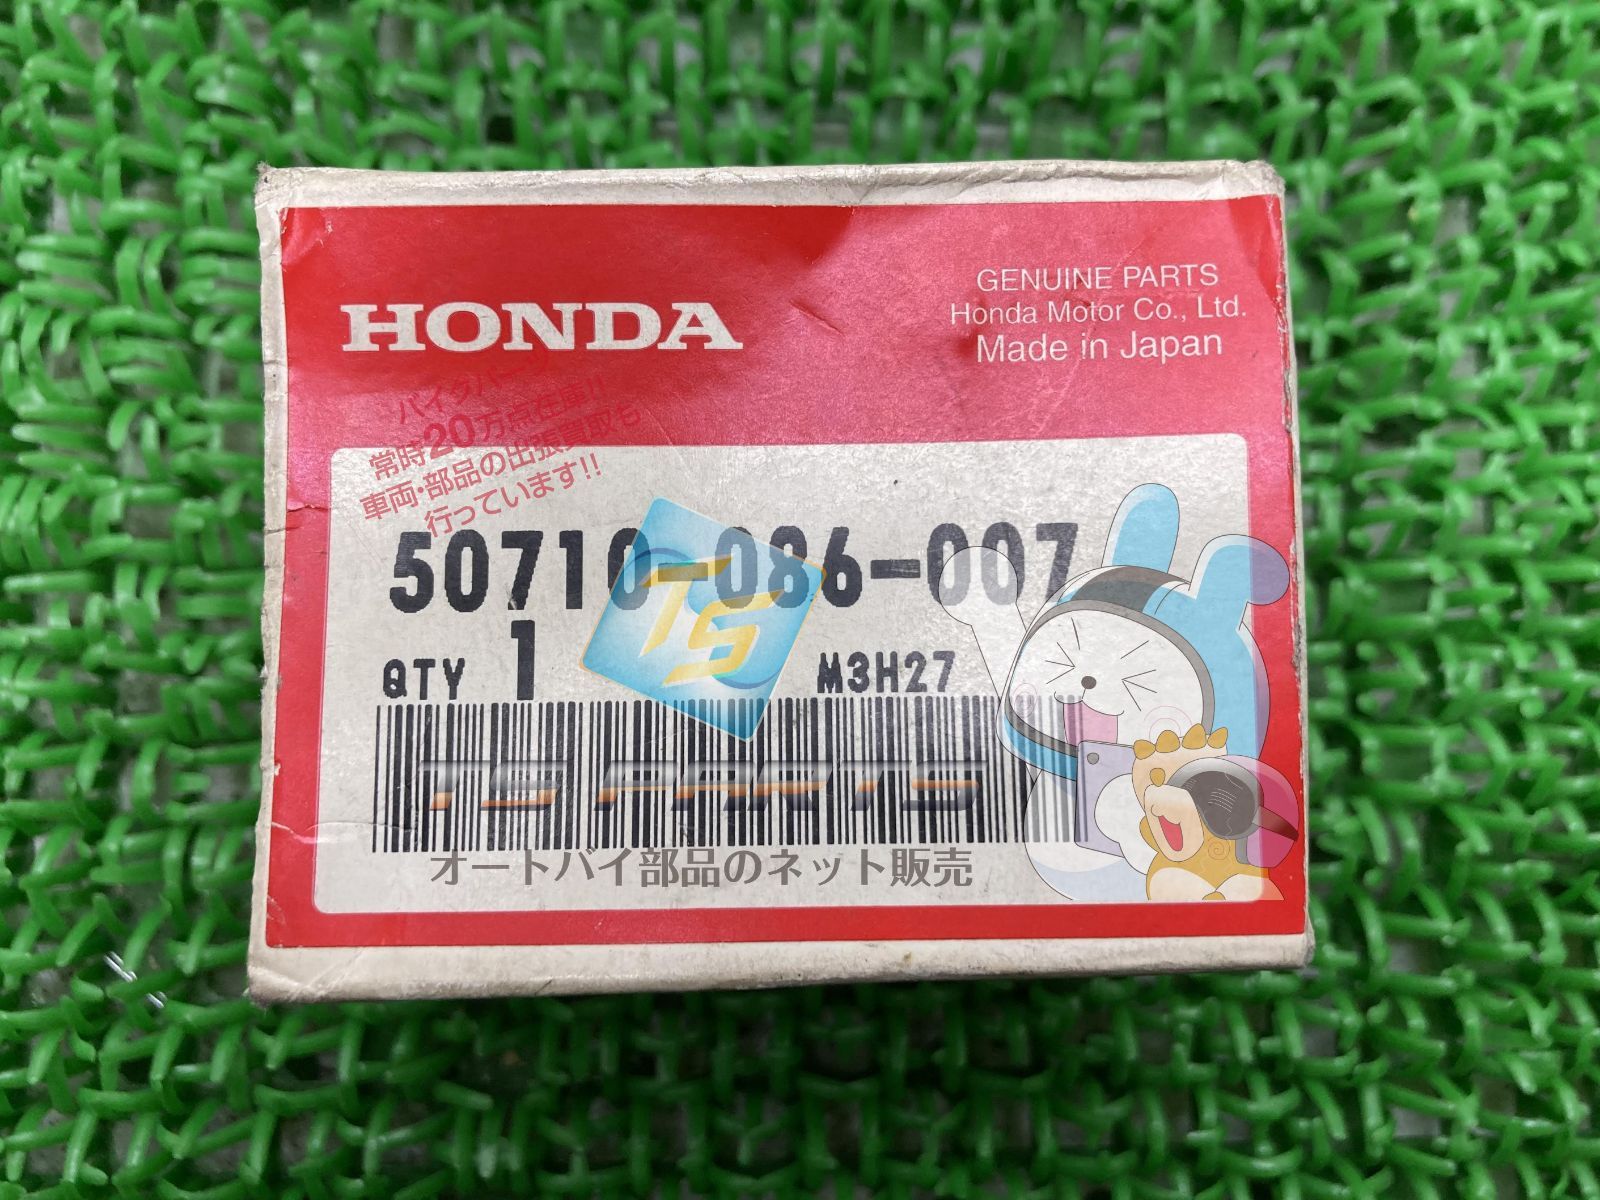 HONDA
GENUINE PARTS
Honda Motor Co., Ltd.
Made in Japan
バイクパーツ
常時20万点在庫!!
車両・部品の出張買取も
行っています!!
50710-086-007
QTY 1
M3H27
TS
TS PARTS
オートバイ部品のネット販売